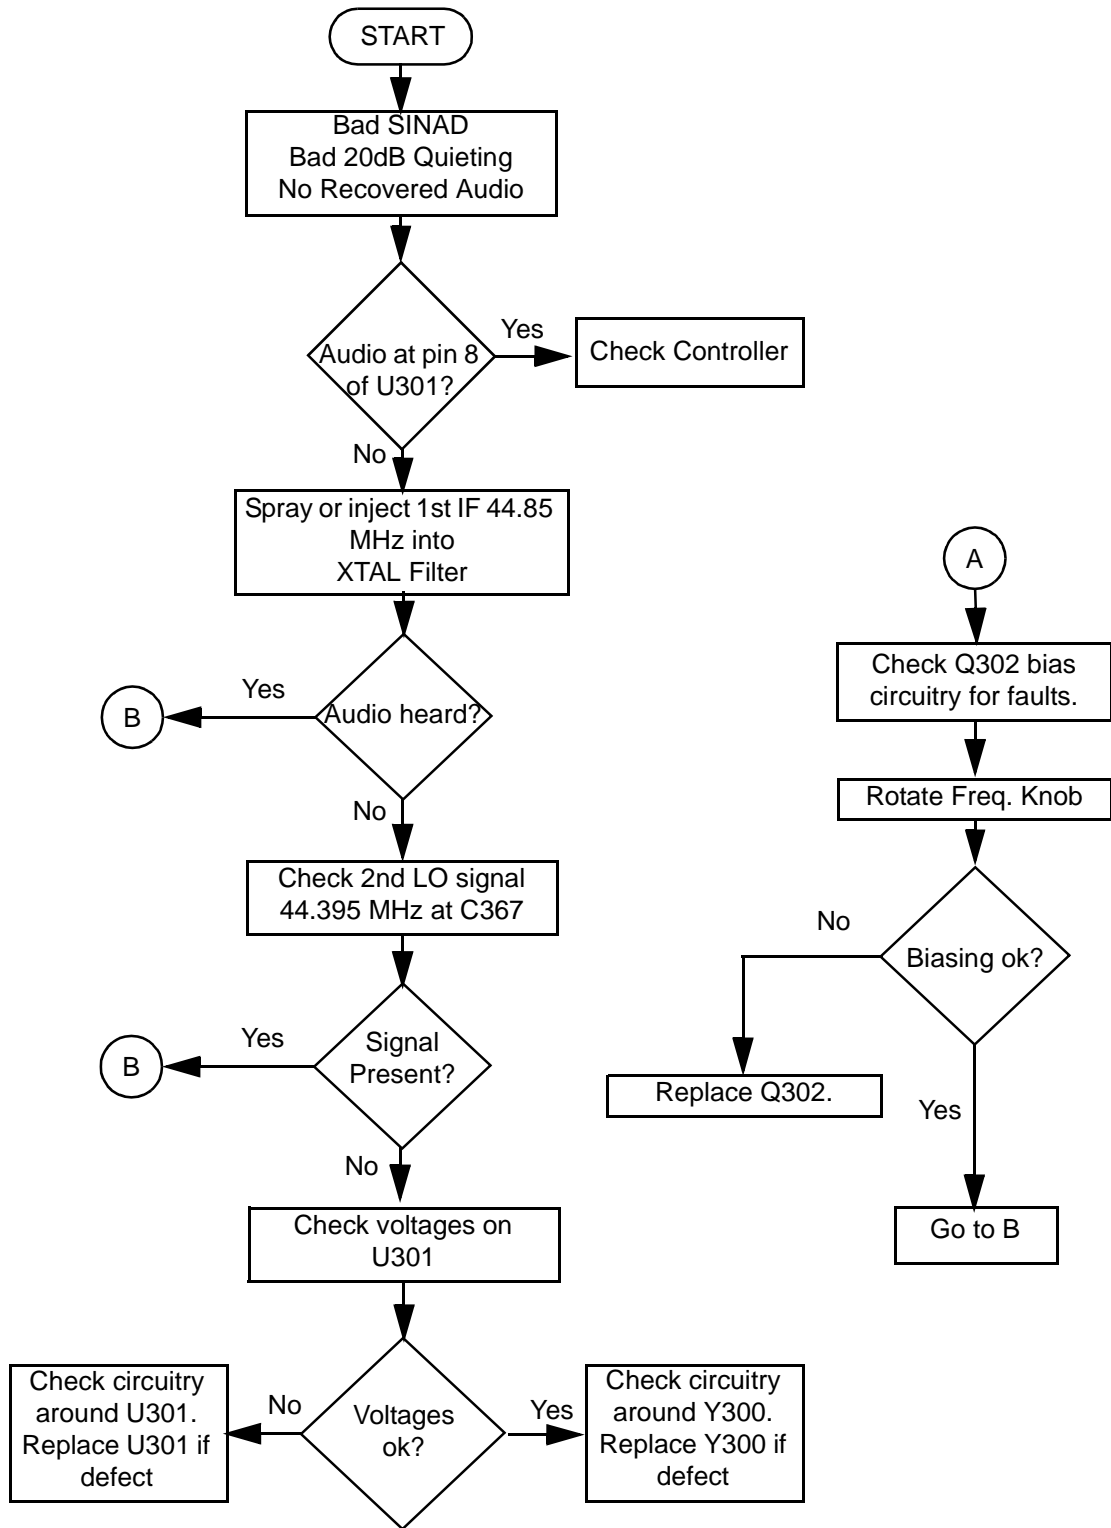 START
Bad SINAD
Bad 20dB Quieting
No Recovered Audio
Audio at pin 8
of U301?
Yes
Check Controller
No
Spray or inject 1st IF 44.85
MHz into
XTAL Filter
Audio heard?
Yes
B
No
Check 2nd LO signal
44.395 MHz at C367
Signal
Present?
Yes
B
No
Check voltages on
U301
Voltages
ok?
No
Check circuitry
around U301.
Replace U301 if
defect
Yes
Check circuitry
around Y300.
Replace Y300 if
defect
A
Check Q302 bias
circuitry for faults.
Rotate Freq. Knob
Biasing ok?
No
Replace Q302.
Yes
Go to B